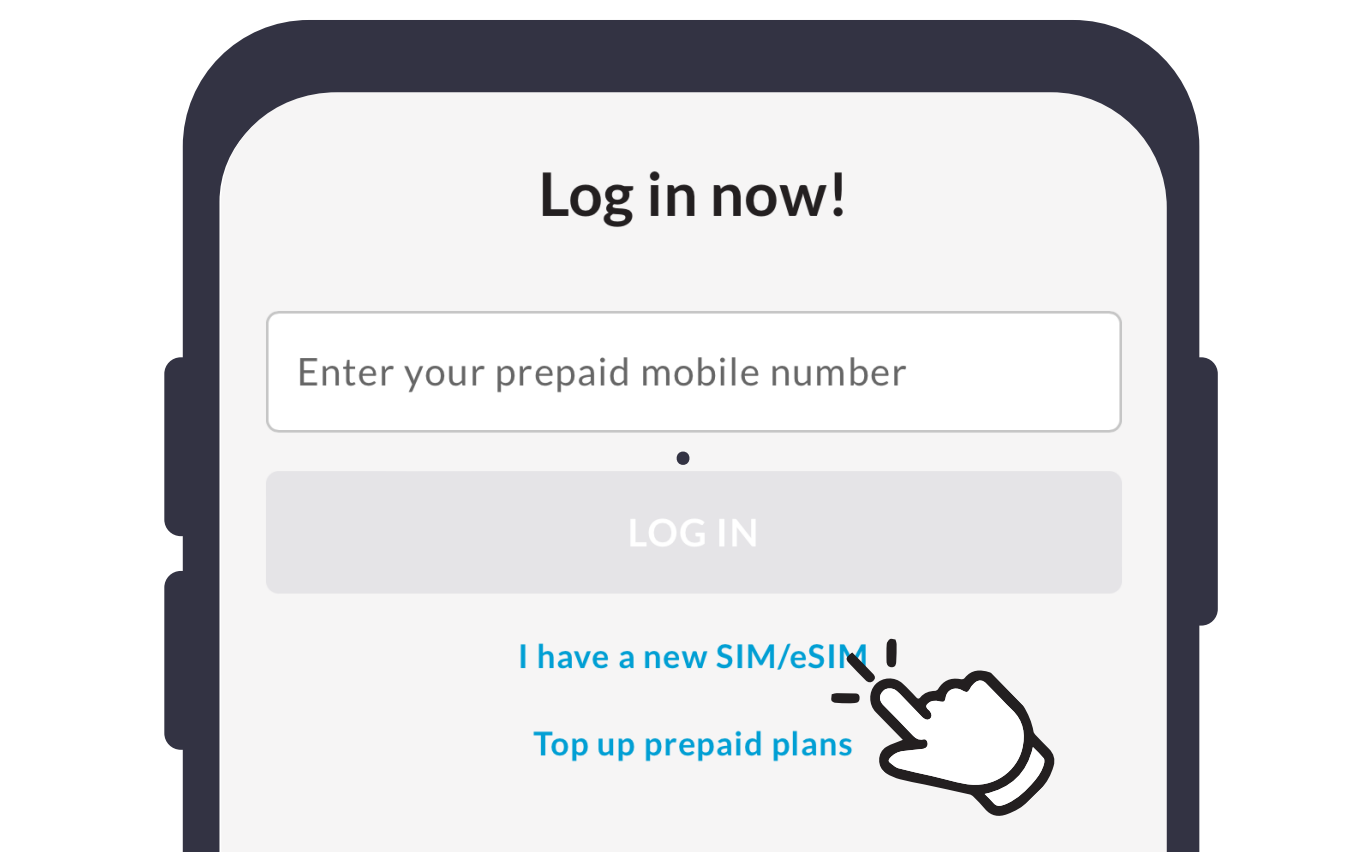 Log in now!
Enter your prepaid mobile number
LOG IN
I have a new SIM/eSIM
Top up prepaid plans